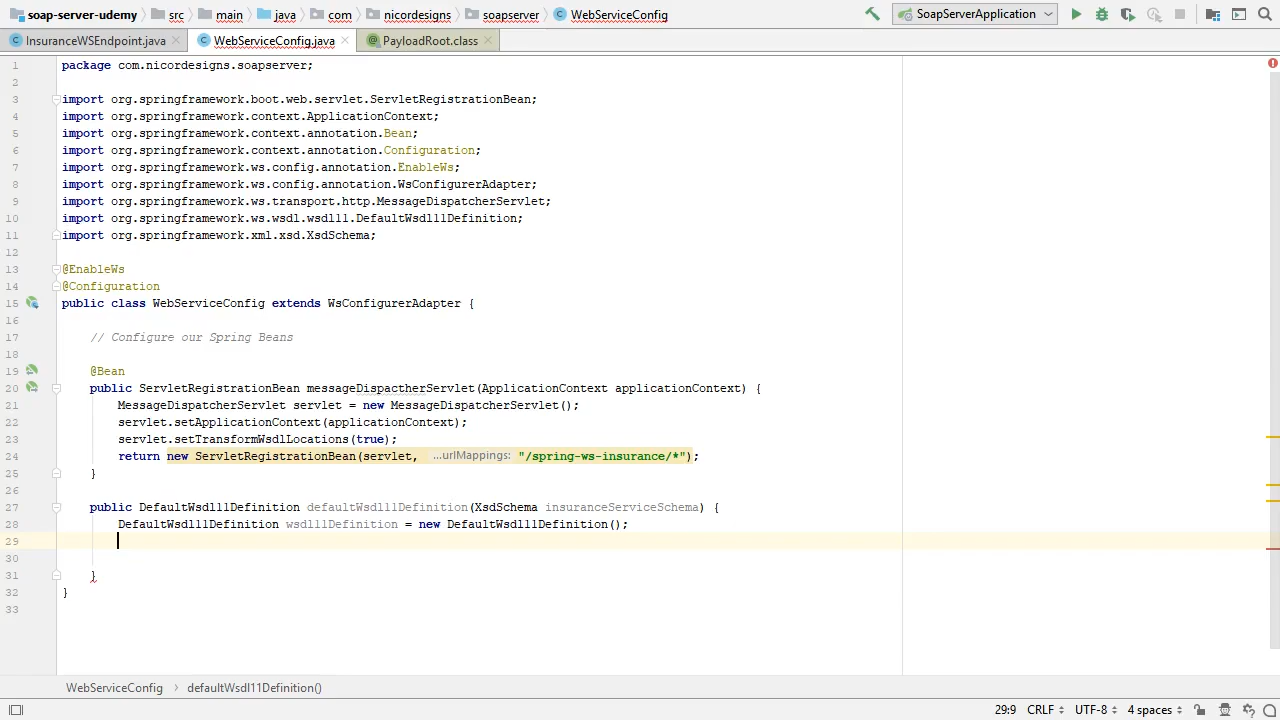 soap-server-udemy src main java com nicordesigns soapserver WebServiceConfig SoapServerApplication
InsuranceWSEndpoint.java WebServiceConfig.java PayloadRoot.class
1 package com.nicordesigns.soapserver;
2
3 import org.springframework.boot.web.servlet.ServletRegistrationBean;
4 import org.springframework.context.ApplicationContext;
5 import org.springframework.context.annotation.Bean;
6 import org.springframework.context.annotation.Configuration;
7 import org.springframework.ws.config.annotation.EnableWs;
8 import org.springframework.ws.config.annotation.WsConfigurerAdapter;
9 import org.springframework.ws.transport.http.MessageDispatcherServlet;
10 import org.springframework.ws.wsdl.wsdl11.DefaultWsdl11Definition;
11 import org.springframework.xml.xsd.XsdSchema;
12
13 @EnableWs
14 @Configuration
15 public class WebServiceConfig extends WsConfigurerAdapter {
16
17 // Configure our Spring Beans
18
19 @Bean
20 public ServletRegistrationBean messageDispactherServlet(ApplicationContext applicationContext) {
21 MessageDispatcherServlet servlet = new MessageDispatcherServlet();
22 servlet.setApplicationContext(applicationContext);
23 servlet.setTransformWsdlLocations(true);
24 return new ServletRegistrationBean(servlet, ...urlMappings: "/spring-ws-insurance/*");
25 }
26
27 public DefaultWsdl11Definition defaultWsdl11Definition(XsdSchema insuranceServiceSchema) {
28 DefaultWsdl11Definition wsdl11Definition = new DefaultWsdl11Definition();
29
30
31 }
32 }
33
WebServiceConfig › defaultWsdl11Definition()
29:9 CRLF UTF-8 4 spaces